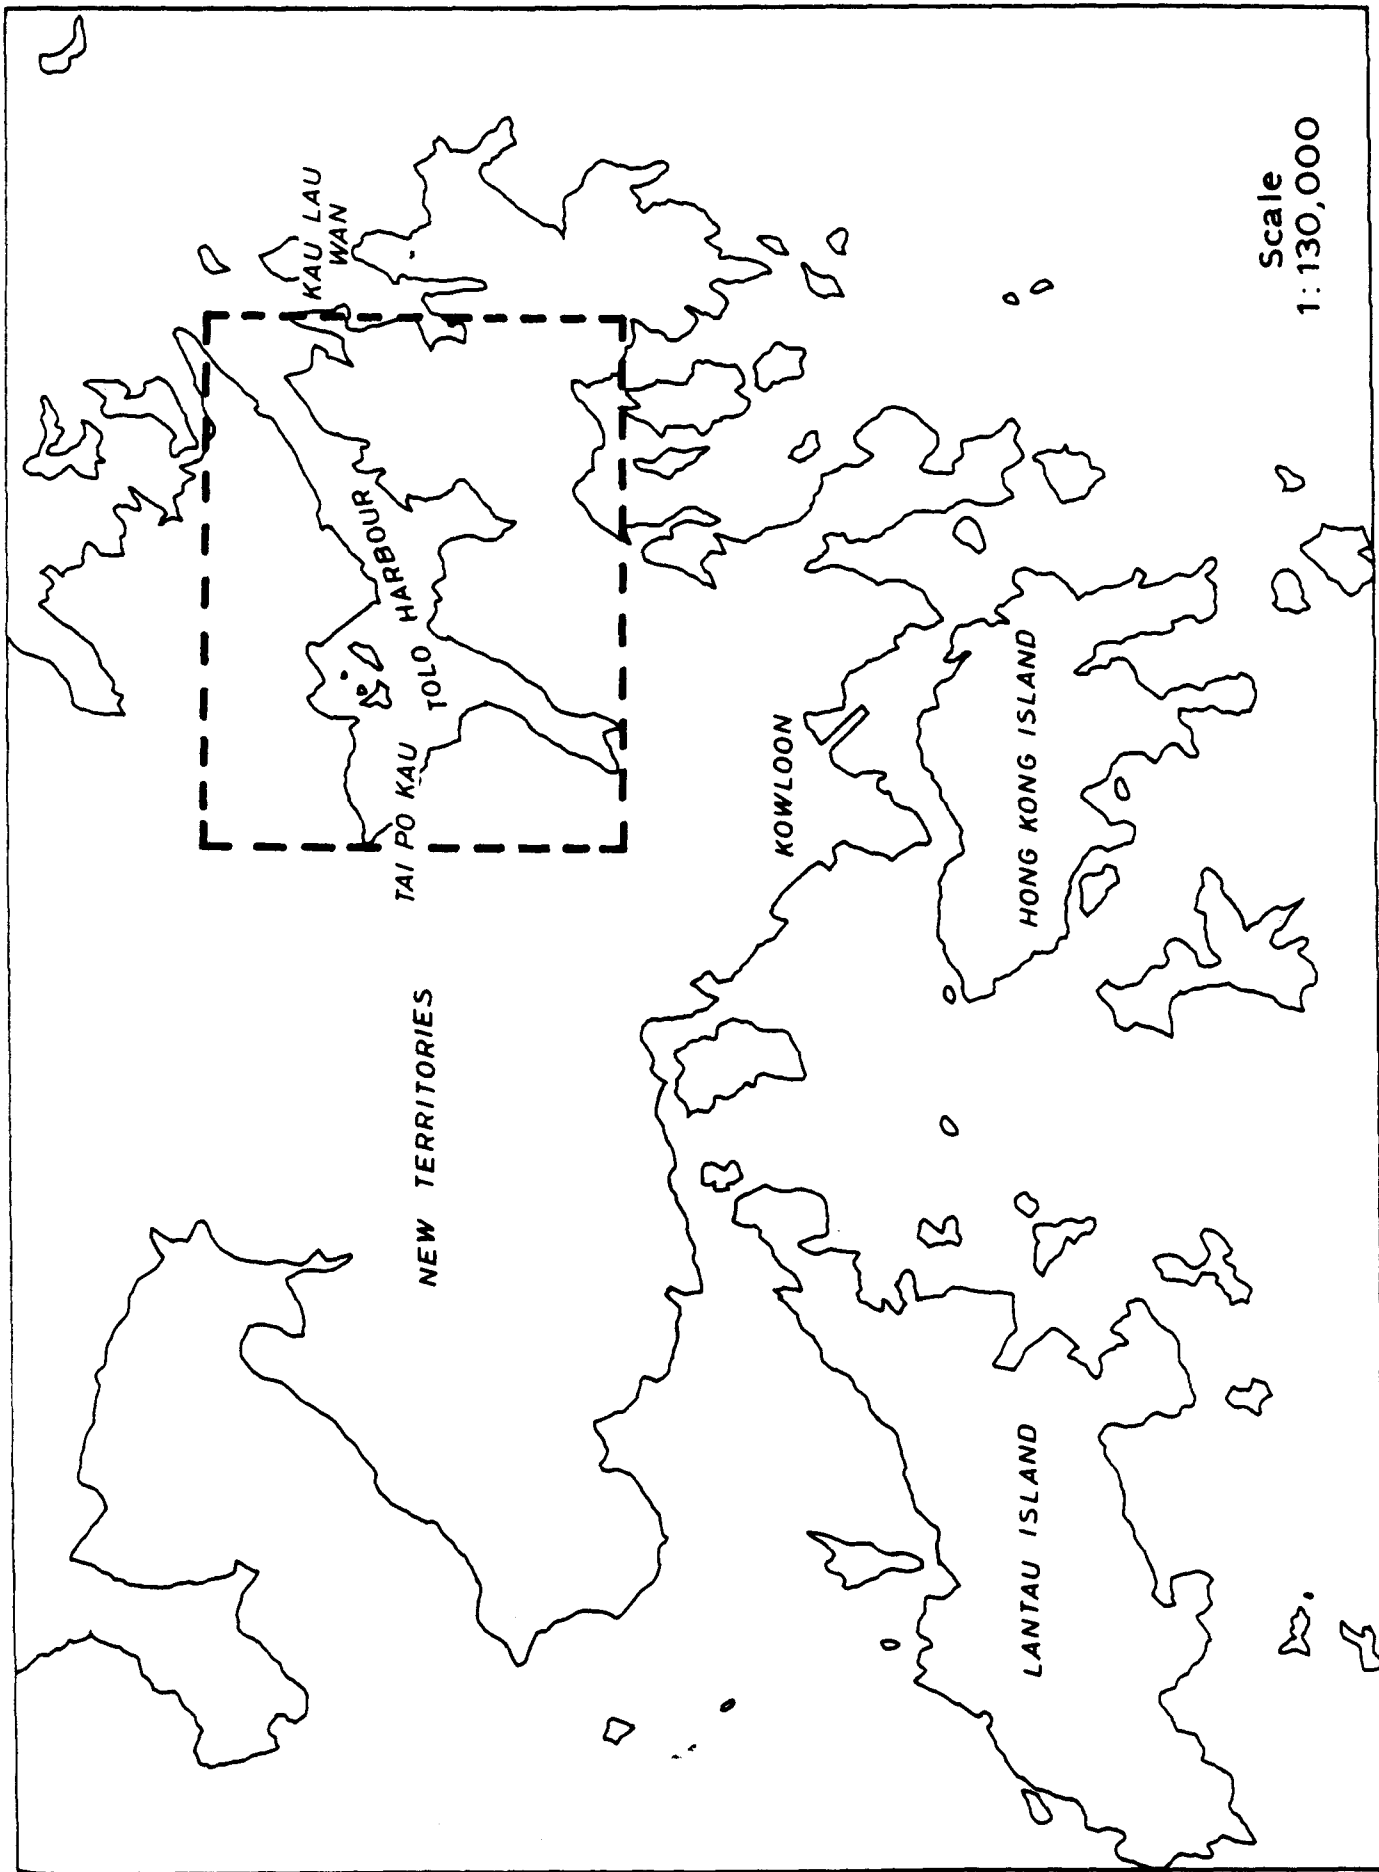 KAU LAU
WAN
TOLO HARBOUR
TAI PO KAU
NEW TERRITORIES
KOWLOON
HONG KONG ISLAND
LANTAU ISLAND
Scale
1:130,000